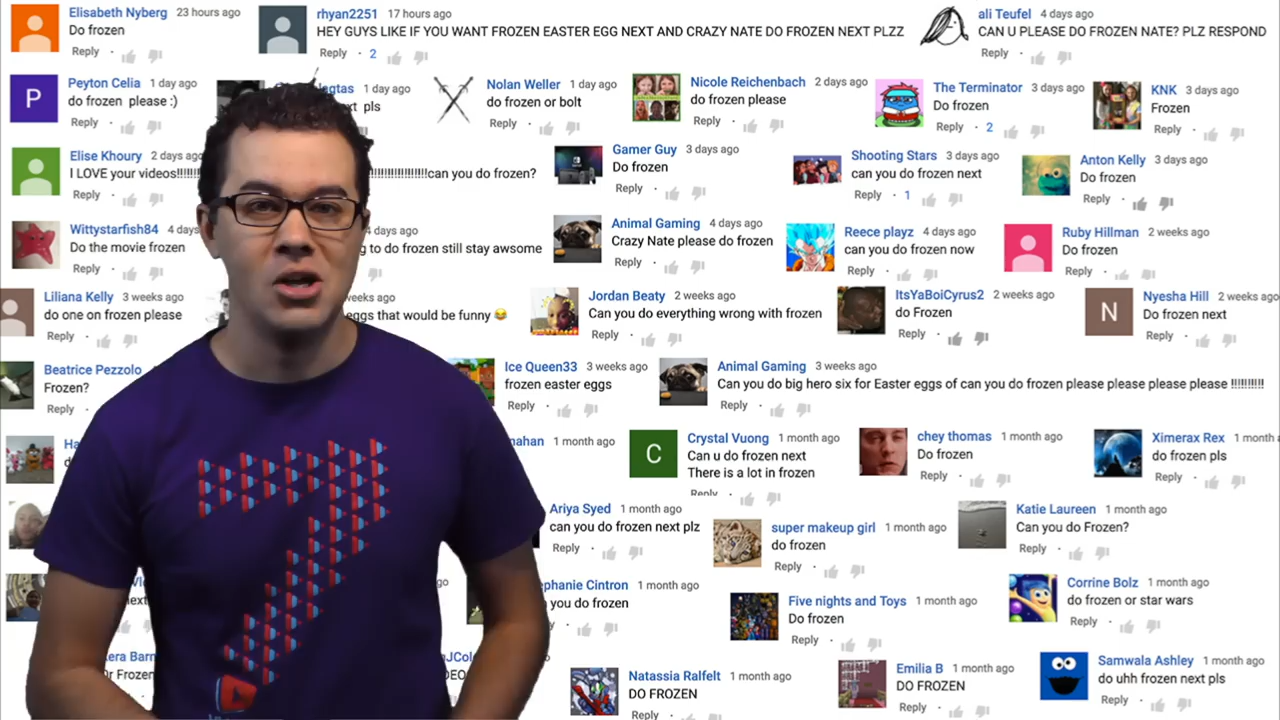 Elisabeth Nyberg 23 hours ago
Do frozen
Reply
rhyan2251 17 hours ago
HEY GUYS LIKE IF YOU WANT FROZEN EASTER EGG NEXT AND CRAZY NATE DO FROZEN NEXT PLZZ
Reply 2
ali Teufel 4 days ago
CAN U PLEASE DO FROZEN NATE? PLZ RESPOND
Reply
Peyton Celia 1 day ago
do frozen please :)
Reply
1 day ago
pls
Nolan Weller 1 day ago
do frozen or bolt
Reply
Nicole Reichenbach 2 days ago
do frozen please
Reply
The Terminator 3 days ago
Do frozen
Reply 2
KNK 3 days ago
Frozen
Reply
Elise Khoury 2 days ago
I LOVE your videos!!!!!!! !!!!!!!!!!!!!!!!can you do frozen?
Reply
Gamer Guy 3 days ago
Do frozen
Reply
Shooting Stars 3 days ago
can you do frozen next
Reply 1
Anton Kelly 3 days ago
Do frozen
Reply
Wittystarfish84 4 days
Do the movie frozen
Reply
days ago
to do frozen still stay awsome
Animal Gaming 4 days ago
Crazy Nate please do frozen
Reply
Reece playz 4 days ago
can you do frozen now
Reply
Ruby Hillman 2 weeks ago
Do frozen
Reply
Liliana Kelly 3 weeks ago
do one on frozen please
Reply
weeks ago
eggs that would be funny 😂
Jordan Beaty 2 weeks ago
Can you do everything wrong with frozen
Reply
ItsYaBoiCyrus2 2 weeks ago
do Frozen
Reply
Nyesha Hill 2 weeks ago
Do frozen next
Reply
Beatrice Pezzolo
Frozen?
Reply
Ice Queen33 3 weeks ago
frozen easter eggs
Reply
Animal Gaming 3 weeks ago
Can you do big hero six for Easter eggs of can you do frozen please please please please !!!!!!!!!!
Reply
1 month ago
C
Crystal Vuong 1 month ago
Can u do frozen next
There is a lot in frozen
Reply
chey thomas 1 month ago
Do frozen
Reply
Ximerax Rex 1 month
do frozen pls
Reply
Ariya Syed 1 month ago
can you do frozen next plz
Reply
super makeup girl 1 month ago
do frozen
Reply
Katie Laureen 1 month ago
Can you do Frozen?
Reply
Cintron 1 month ago
you do frozen
Five nights and Toys 1 month ago
Do frozen
Reply
Corrine Bolz 1 month ago
do frozen or star wars
Reply
Natassia Ralfelt 1 month ago
DO FROZEN
Reply
Emilia B 1 month ago
DO FROZEN
Reply
Samwala Ashley 1 month ago
do uhh frozen next pls
Reply
P
N